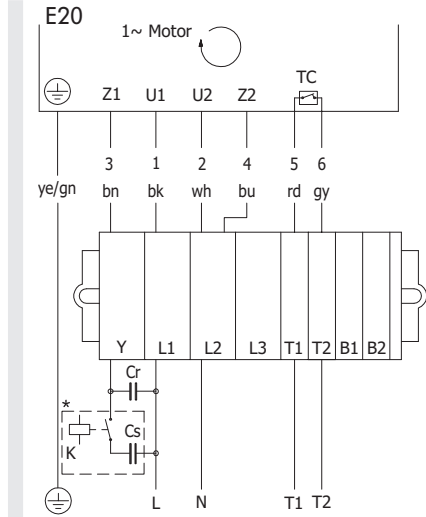 E20
1~ Motor
TC
Z1 U1 U2 Z2
3 1 2 4 5 6
ye/gn bn bk wh bu rd gy
Y L1 L2 L3 T1 T2 B1 B2
Cr
*
Cs
K
L N T1 T2